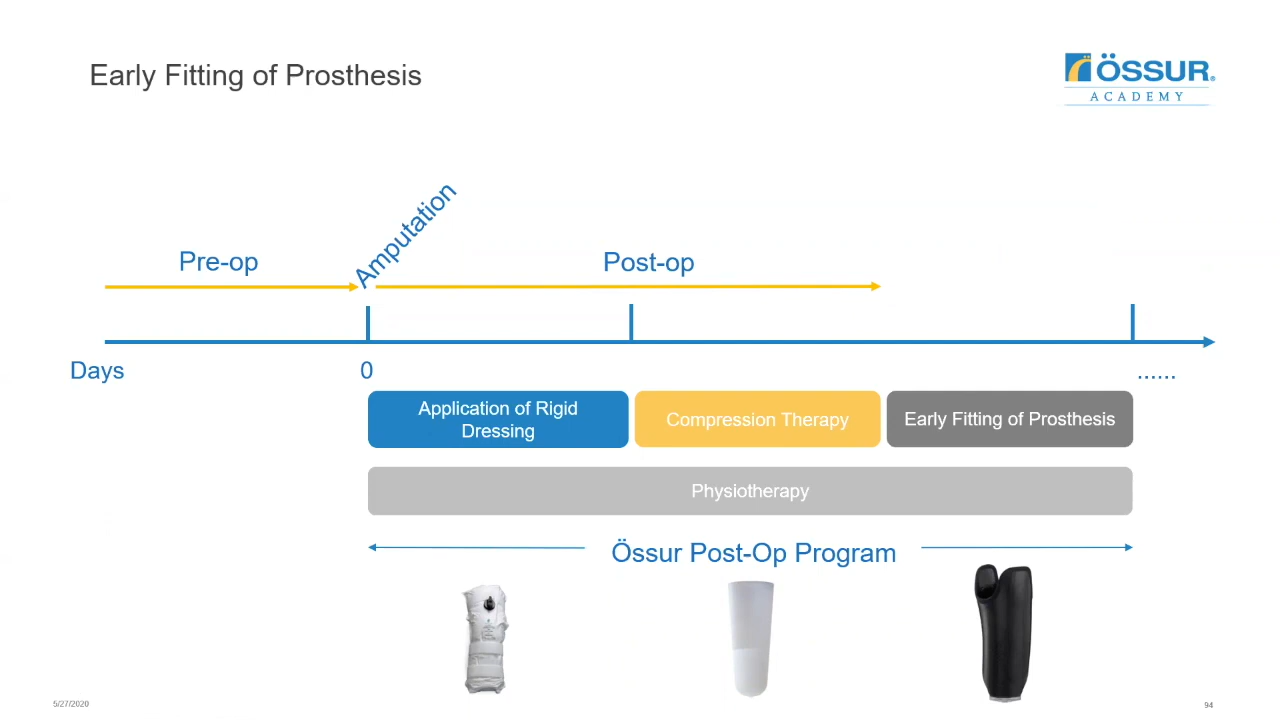 Early Fitting of Prosthesis
ÖSSUR®
ACADEMY
Amputation
Pre-op
Post-op
Days
0
......
Application of Rigid
Dressing
Compression Therapy
Early Fitting of Prosthesis
Physiotherapy
Össur Post-Op Program
5/27/2020
94